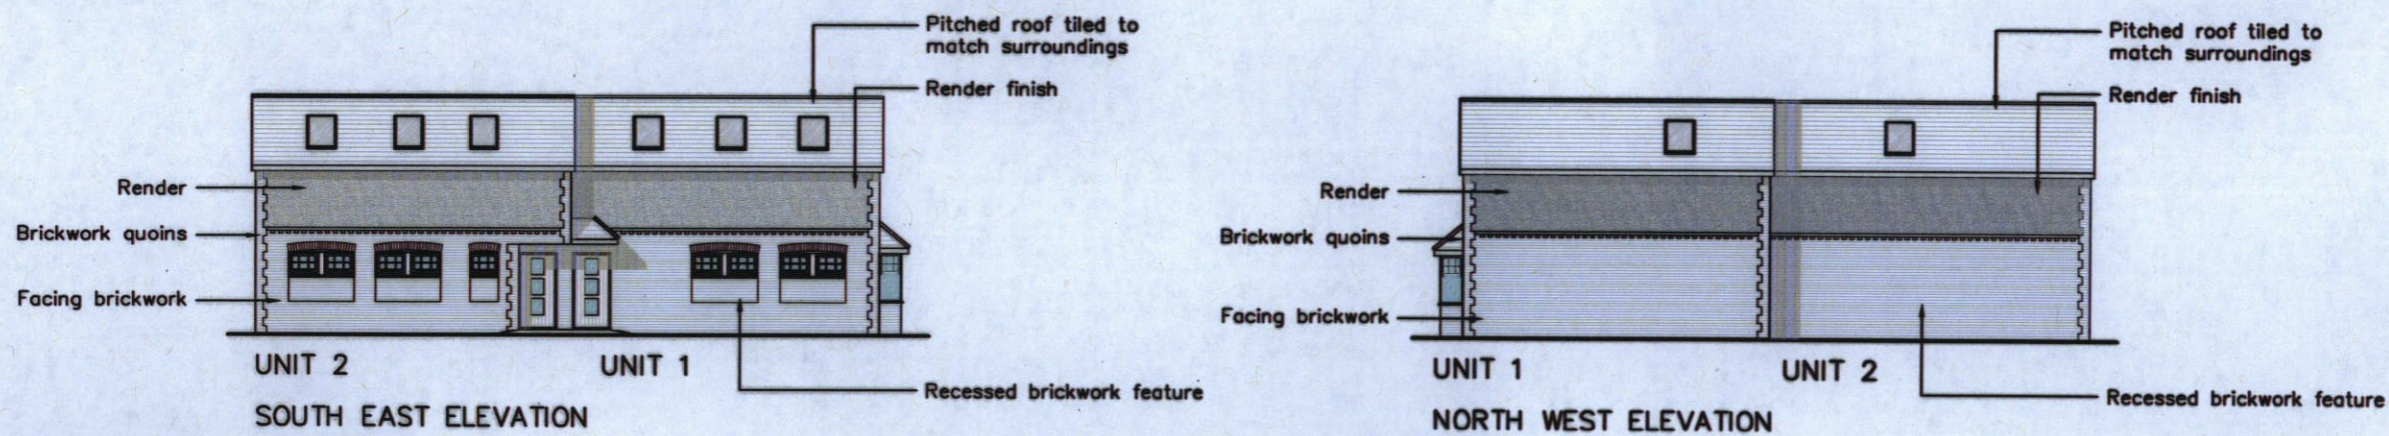 Pitched roof tiled to
match surroundings
Render finish
Render
Brickwork quoins
Facing brickwork
UNIT 2
UNIT 1
Recessed brickwork feature
SOUTH EAST ELEVATION
Pitched roof tiled to
match surroundings
Render finish
Render
Brickwork quoins
Facing brickwork
UNIT 1
UNIT 2
Recessed brickwork feature
NORTH WEST ELEVATION